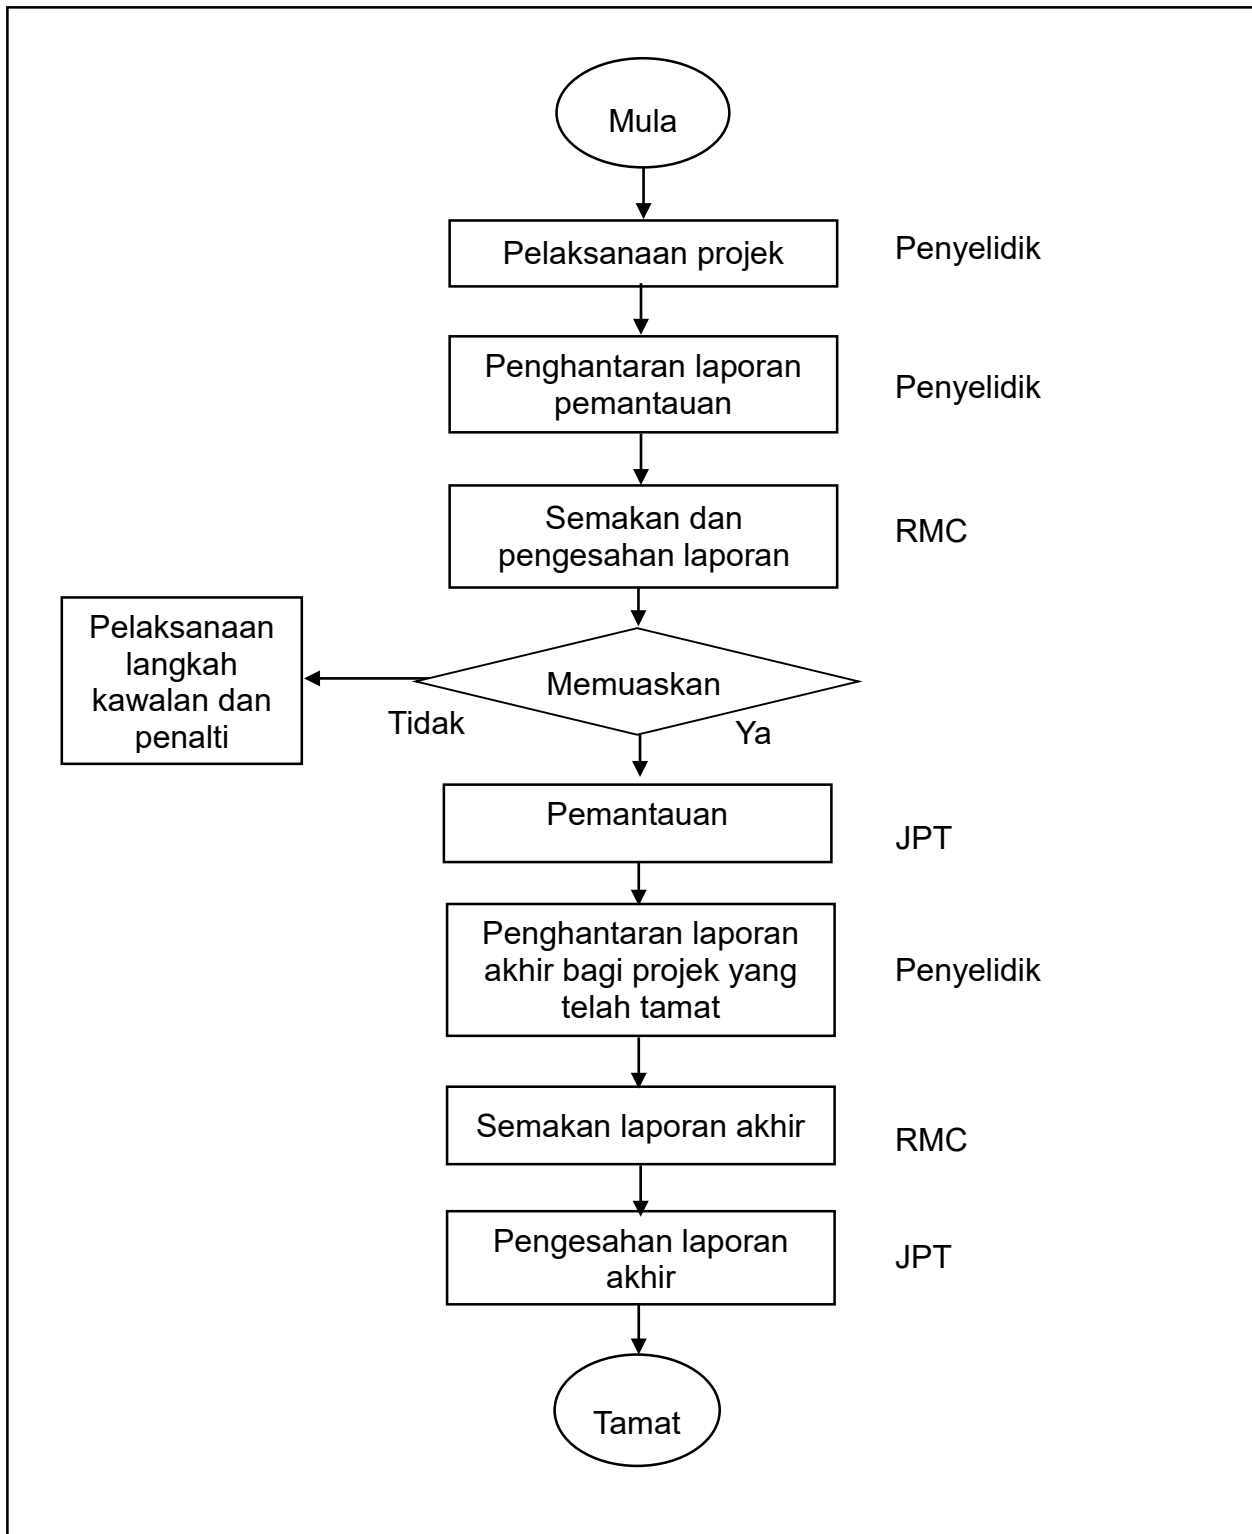 Mula
Pelaksanaan projek
Penyelidik
Penghantaran laporan
pemantauan
Penyelidik
Semakan dan
pengesahan laporan
RMC
Pelaksanaan
langkah
kawalan dan
penalti
Memuaskan
Tidak
Ya
Pemantauan
JPT
Penghantaran laporan
akhir bagi projek yang
telah tamat
Penyelidik
Semakan laporan akhir
RMC
Pengesahan laporan
akhir
JPT
Tamat